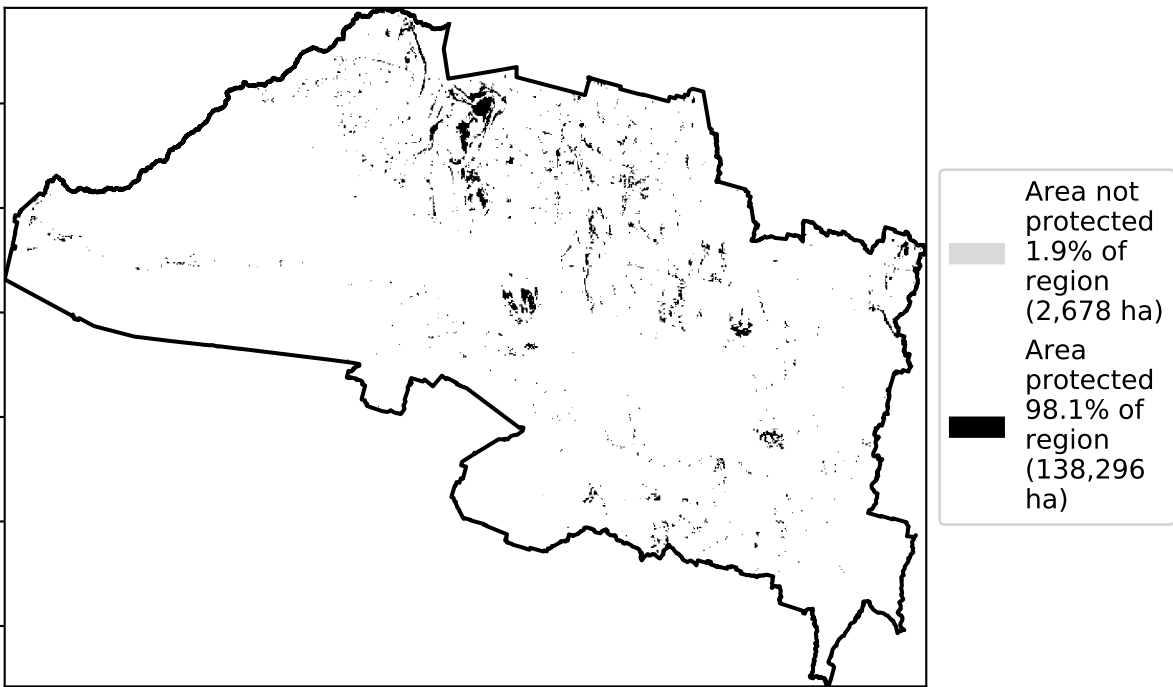 Area not
protected
1.9% of
region
(2,678 ha)
Area
protected
98.1% of
region
(138,296
ha)